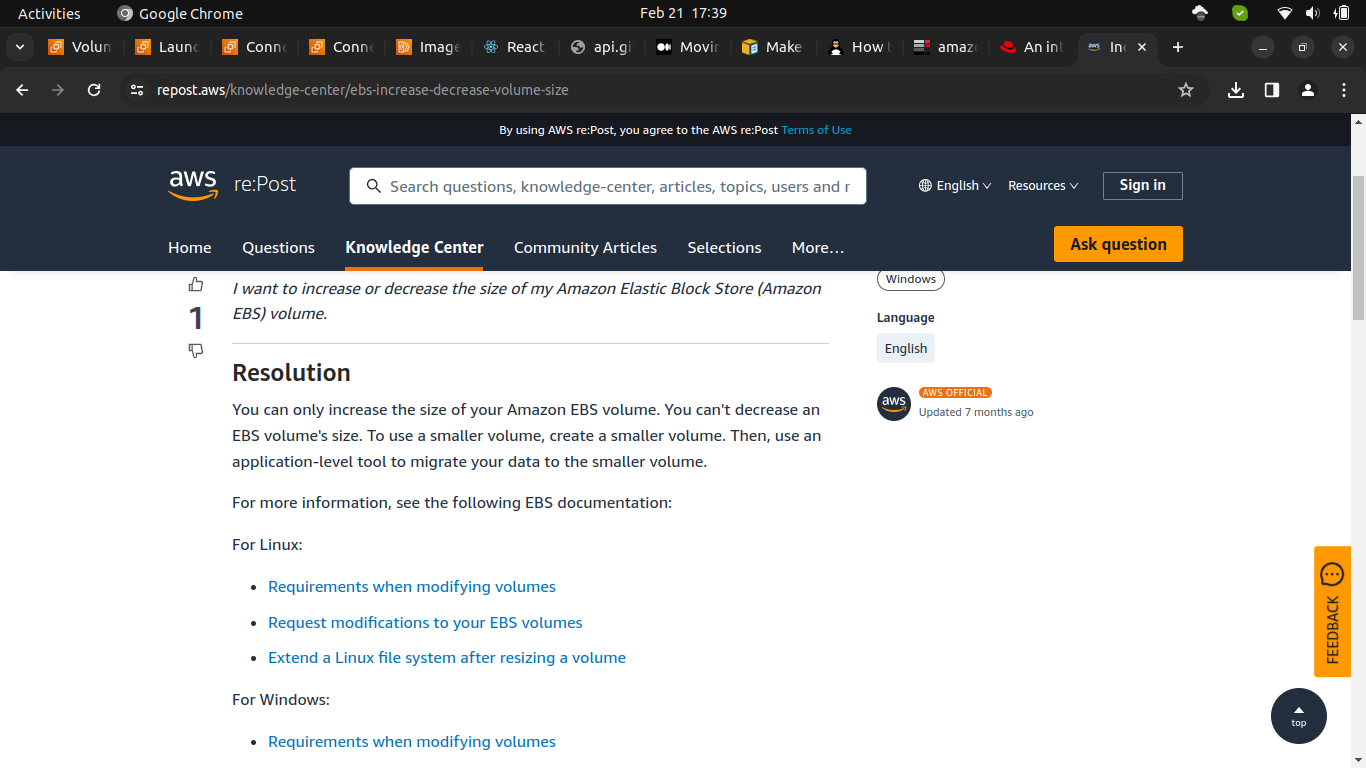 Activities Google Chrome Feb 21 17:39
Volum Launc Conne Conne Image React api.gi Movin Make How t amazo An int In
repost.aws/knowledge-center/ebs-increase-decrease-volume-size
By using AWS re:Post, you agree to the AWS re:Post Terms of Use
aws re:Post Search questions, knowledge-center, articles, topics, users and r English Resources Sign in
Home Questions Knowledge Center Community Articles Selections More... Ask question
Windows
I want to increase or decrease the size of my Amazon Elastic Block Store (Amazon
EBS) volume.
1
Language
English
Resolution
aws AWS OFFICIAL
Updated 7 months ago
You can only increase the size of your Amazon EBS volume. You can't decrease an
EBS volume's size. To use a smaller volume, create a smaller volume. Then, use an
application-level tool to migrate your data to the smaller volume.
For more information, see the following EBS documentation:
For Linux:
• Requirements when modifying volumes
• Request modifications to your EBS volumes
• Extend a Linux file system after resizing a volume
FEEDBACK
For Windows:
top
• Requirements when modifying volumes